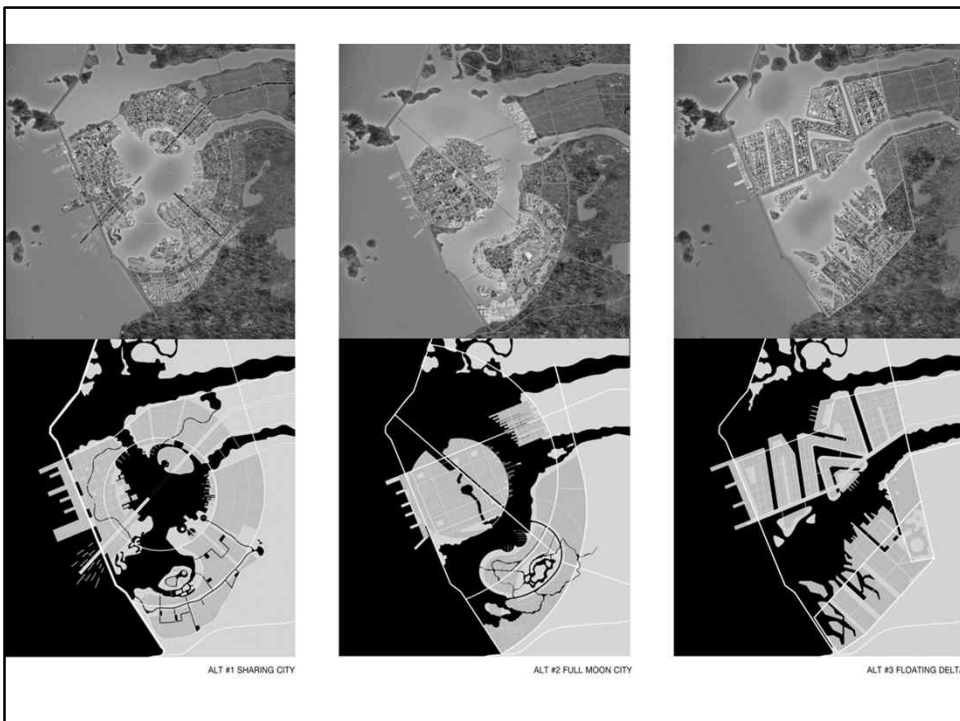 ALT #1 SHARING CITY
ALT #2 FULL MOON CITY
ALT #3 FLOATING DELTA